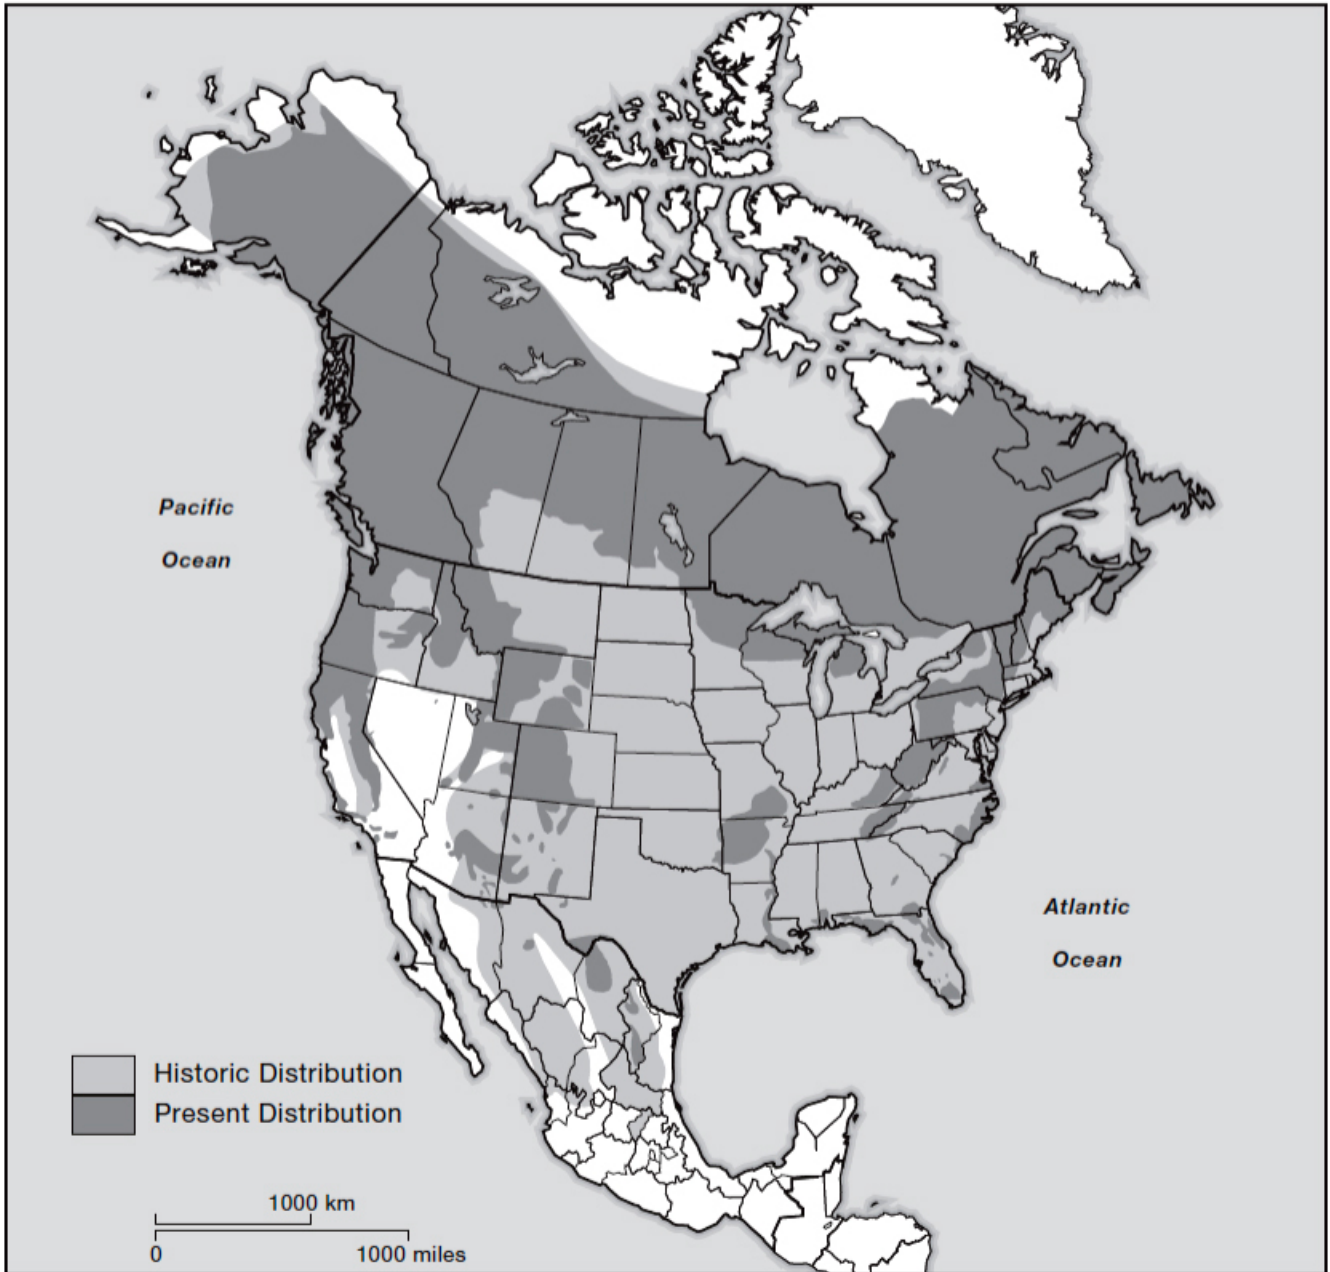 Pacific
Ocean
Atlantic
Ocean
Historic Distribution
Present Distribution
1000 km
0
1000 miles